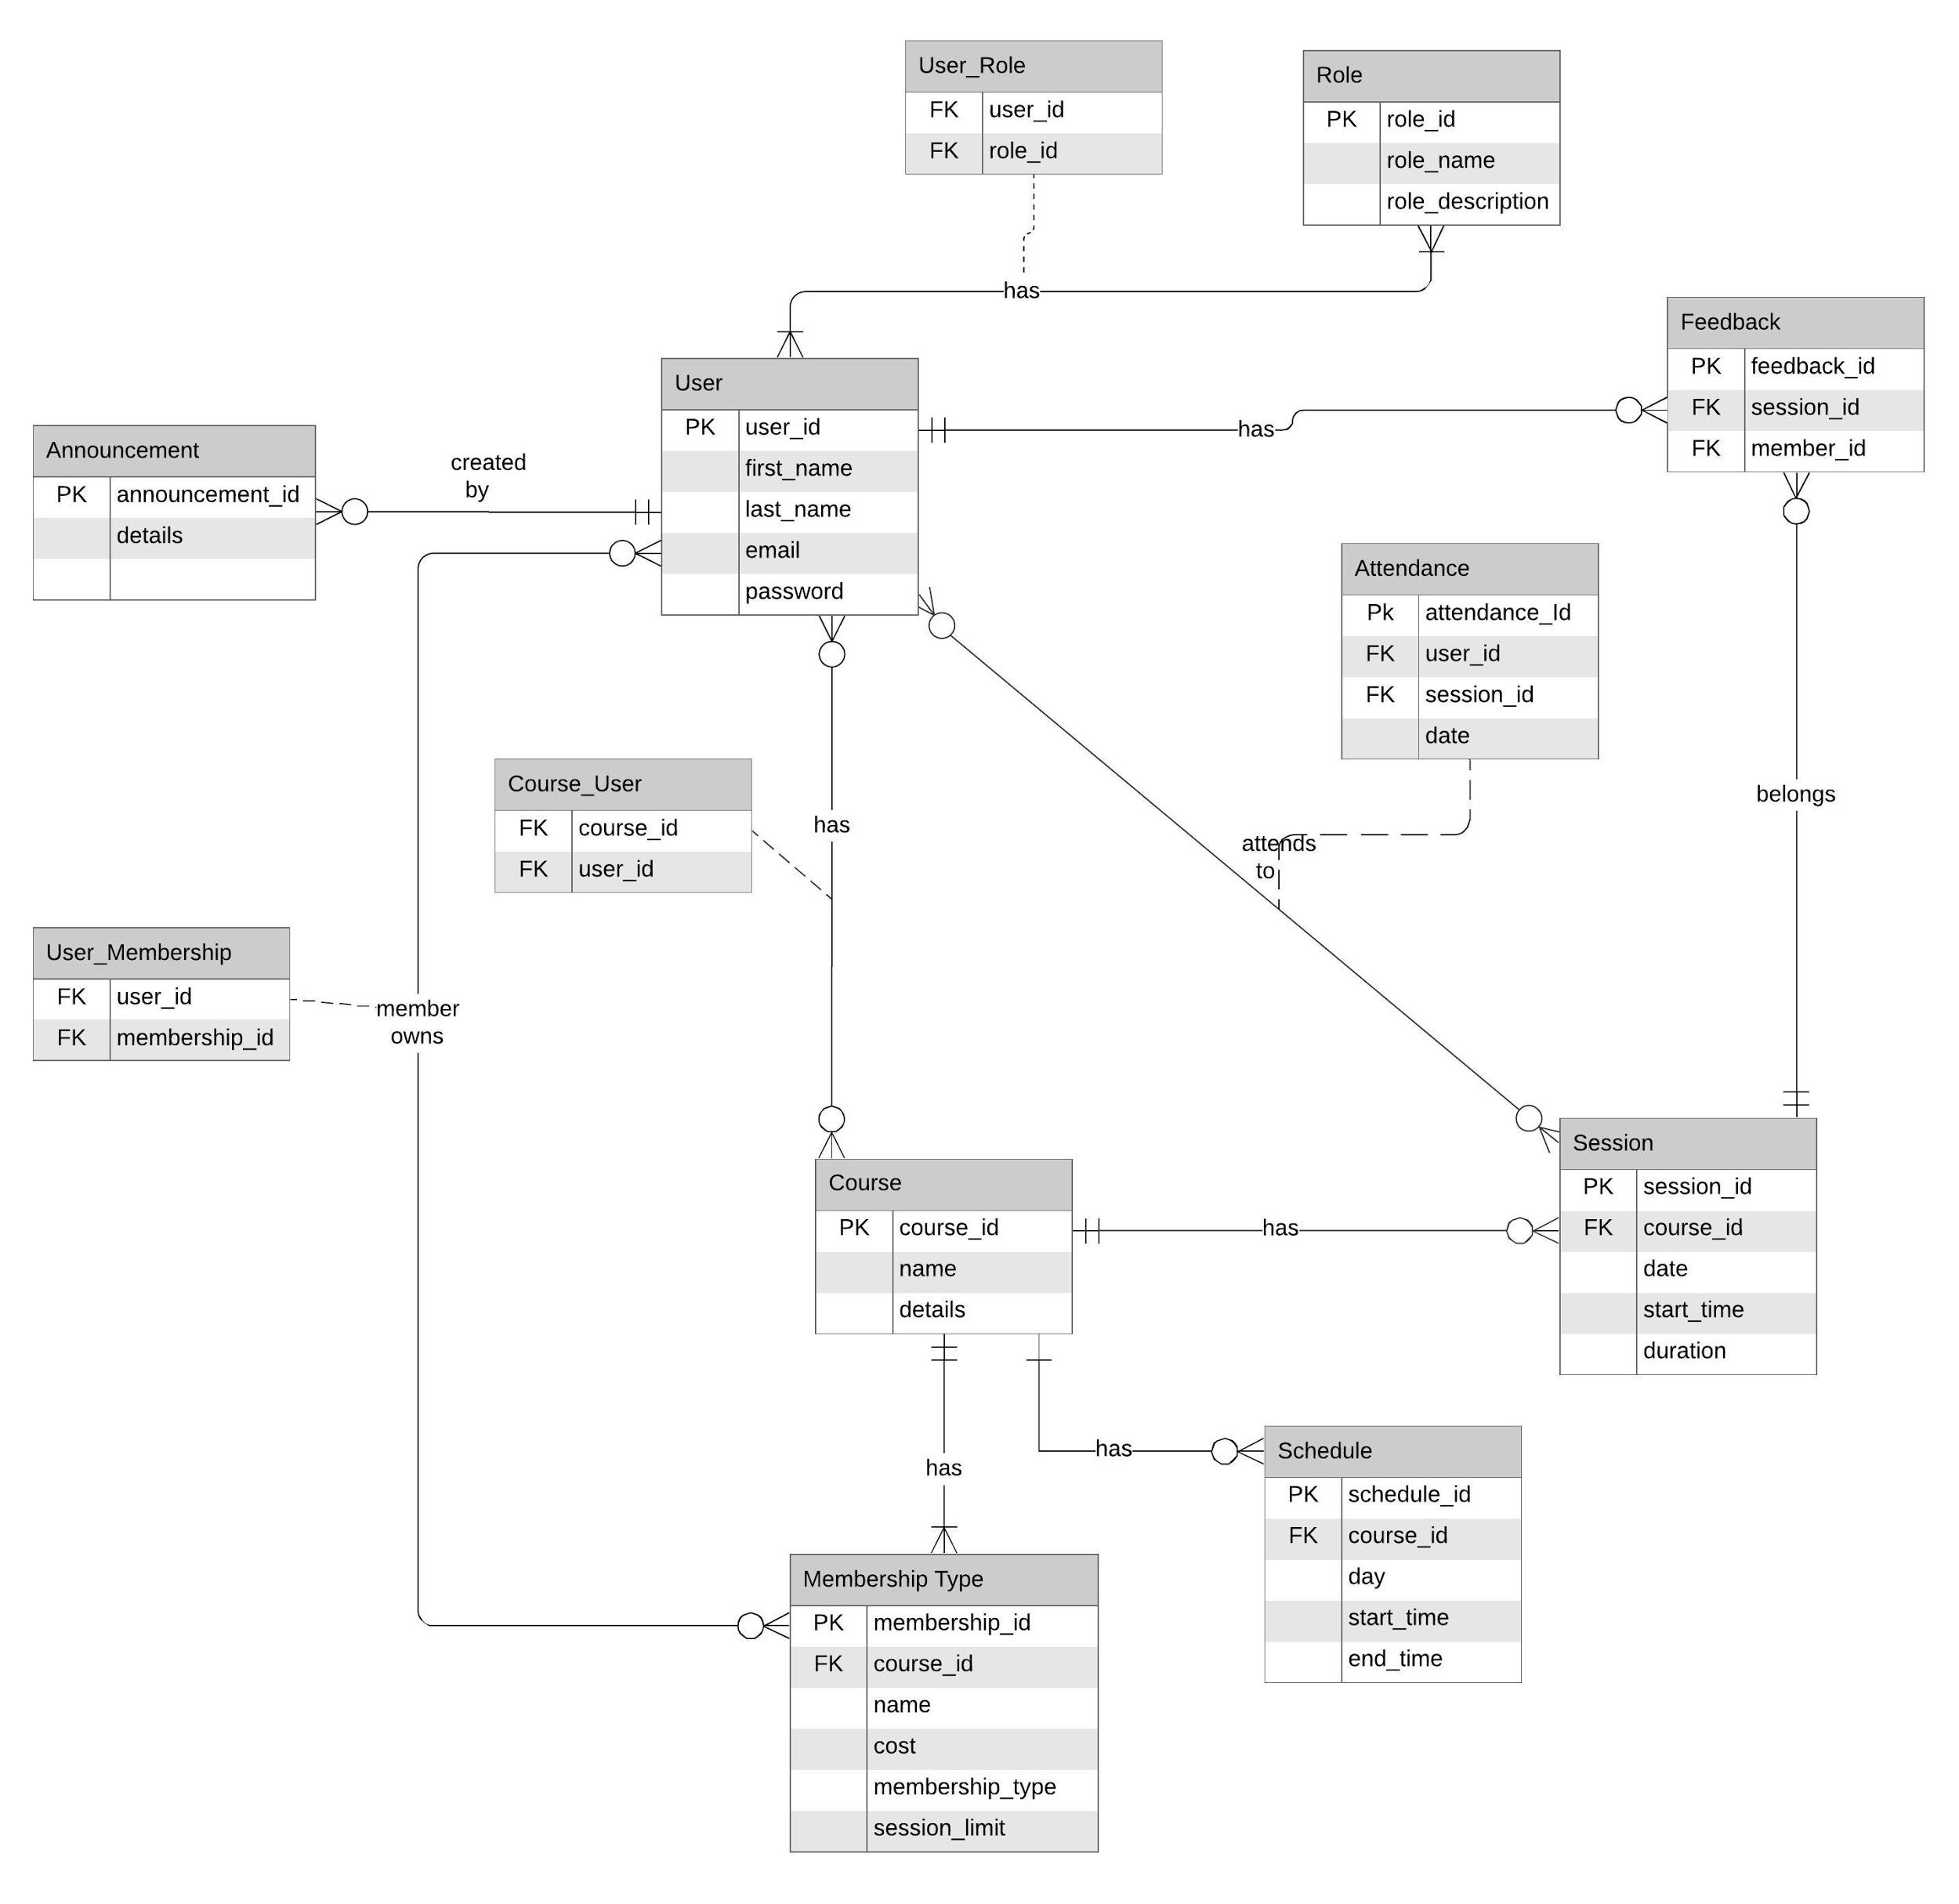 User_Role
FK user_id
FK role_id
Role
PK role_id
role_name
role_description
has
Feedback
PK feedback_id
FK session_id
FK member_id
User
PK user_id
first_name
last_name
email
password
has
Announcement
PK announcement_id
details
created
by
Attendance
Pk attendance_Id
FK user_id
FK session_id
date
Course_User
FK course_id
FK user_id
has
attends
to
belongs
User_Membership
FK user_id
FK membership_id
member
owns
Course
PK course_id
name
details
has
Session
PK session_id
FK course_id
date
start_time
duration
has
has
Schedule
PK schedule_id
FK course_id
day
start_time
end_time
Membership Type
PK membership_id
FK course_id
name
cost
membership_type
session_limit